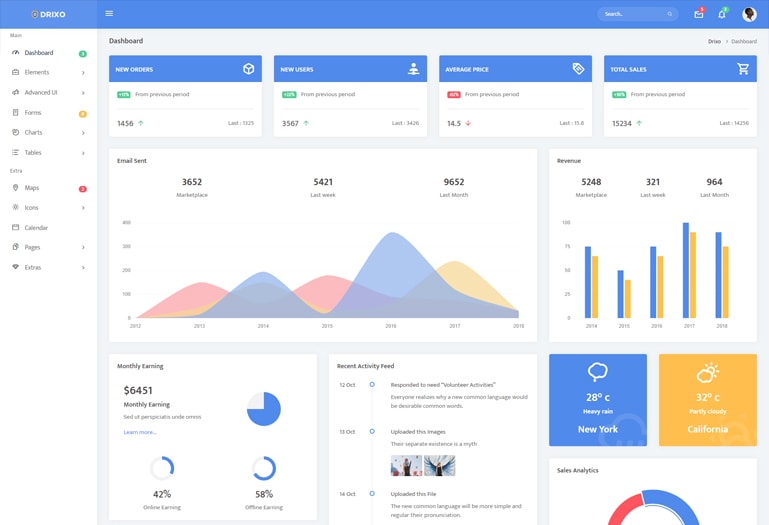 DRIXO
Search..
3
3
Main
Dashboard
3
Elements
Advanced UI
Forms
8
Charts
Tables
Extra
Maps
2
Icons
Calendar
Pages
Extras
Dashboard
Drixo > Dashboard
NEW ORDERS
+11% From previous period
1456 Last : 1325
NEW USERS
+22% From previous period
3567 Last : 3426
AVERAGE PRICE
From previous period
14.5 Last : 15.8
TOTAL SALES
From previous period
15234 Last : 14256
Email Sent
3652 5421 9652
Marketplace Last week Last Month
400
300
200
100
0
2012 2013 2014 2015 2016 2017 2018
Revenue
5248 321 964
Marketplace Last week Last Month
100
75
50
25
0
2014 2015 2016 2017 2018
Monthly Earning
$6451
Monthly Earning
Sed ut perspiciatis unde omnis
Learn more...
42%
Online Earning
58%
Offline Earning
Recent Activity Feed
12 Oct Responded to need “Volunteer Activities”
Everyone realizes why a new common language would
be desirable common words.
13 Oct Uploaded this Images
Their separate existence is a myth
14 Oct Uploaded this File
The new common language will be more simple and
regular their pronunciation.
28° c
Heavy rain
New York
32° c
Partly cloudy
California
Sales Analytics